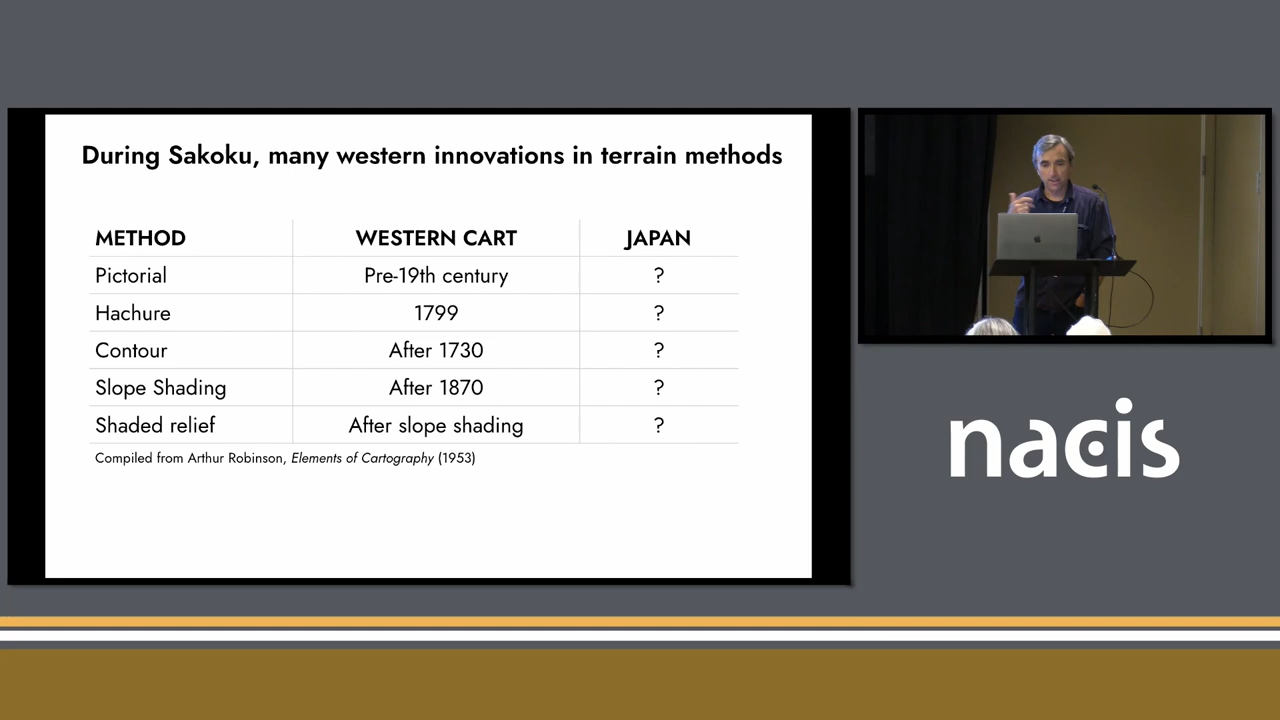 During Sakoku, many western innovations in terrain methods
METHOD WESTERN CART JAPAN
Pictorial Pre-19th century ?
Hachure 1799 ?
Contour After 1730 ?
Slope Shading After 1870 ?
Shaded relief After slope shading ?
Compiled from Arthur Robinson, Elements of Cartography (1953)
nacis